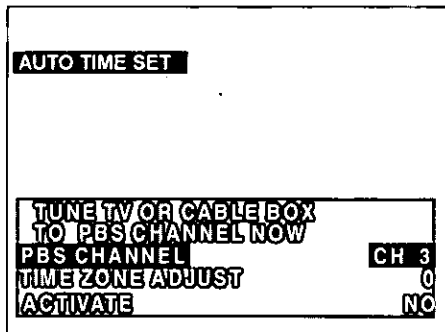 AUTO TIME SET
TUNE TV OR CABLE BOX
TO PBS CHANNEL NOW
PBS CHANNEL CH 3
TIME ZONE ADJUST 0
ACTIVATE NO